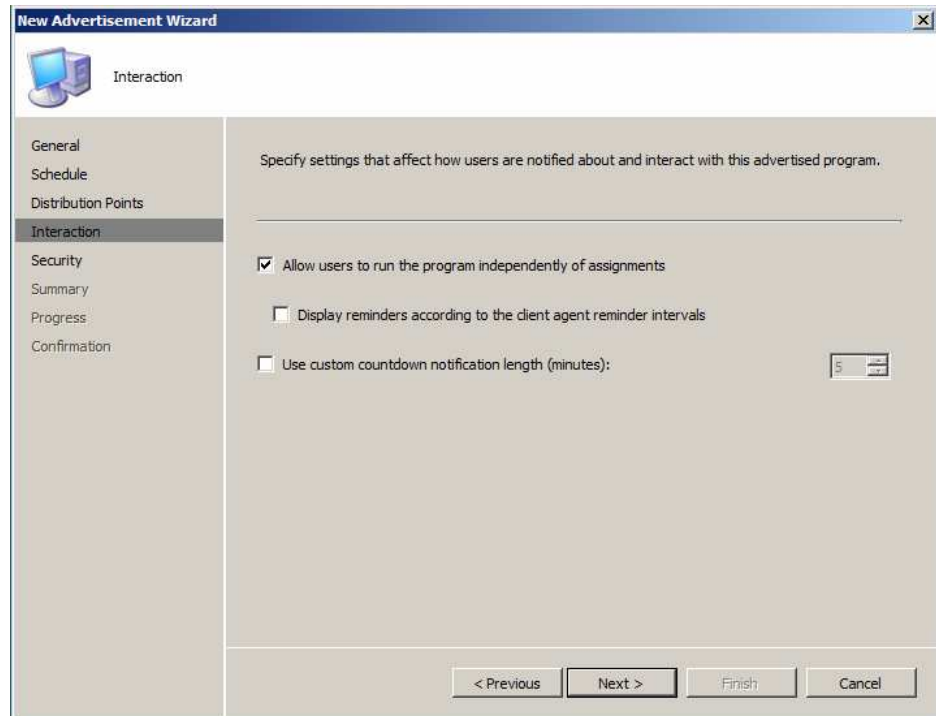 New Advertisement Wizard
Interaction
General
Schedule
Distribution Points
Interaction
Security
Summary
Progress
Confirmation
Specify settings that affect how users are notified about and interact with this advertised program.
Allow users to run the program independently of assignments
Display reminders according to the client agent reminder intervals
Use custom countdown notification length (minutes):
5
< Previous
Next >
Finish
Cancel